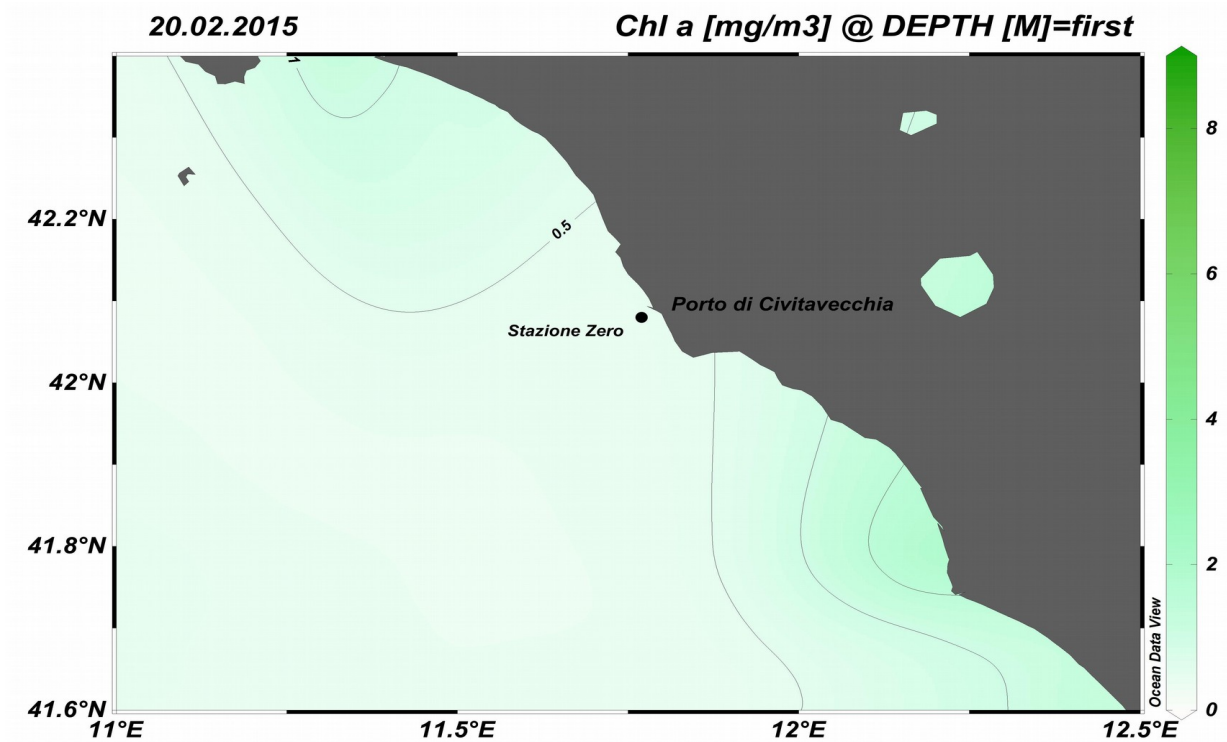 20.02.2015
Chl a [mg/m3] @ DEPTH [M]=first
1
0.5
Porto di Civitavecchia
Stazione Zero
42.2°N
42°N
41.8°N
41.6°N
11°E
11.5°E
12°E
12.5°E
8
6
4
2
0
Ocean Data View